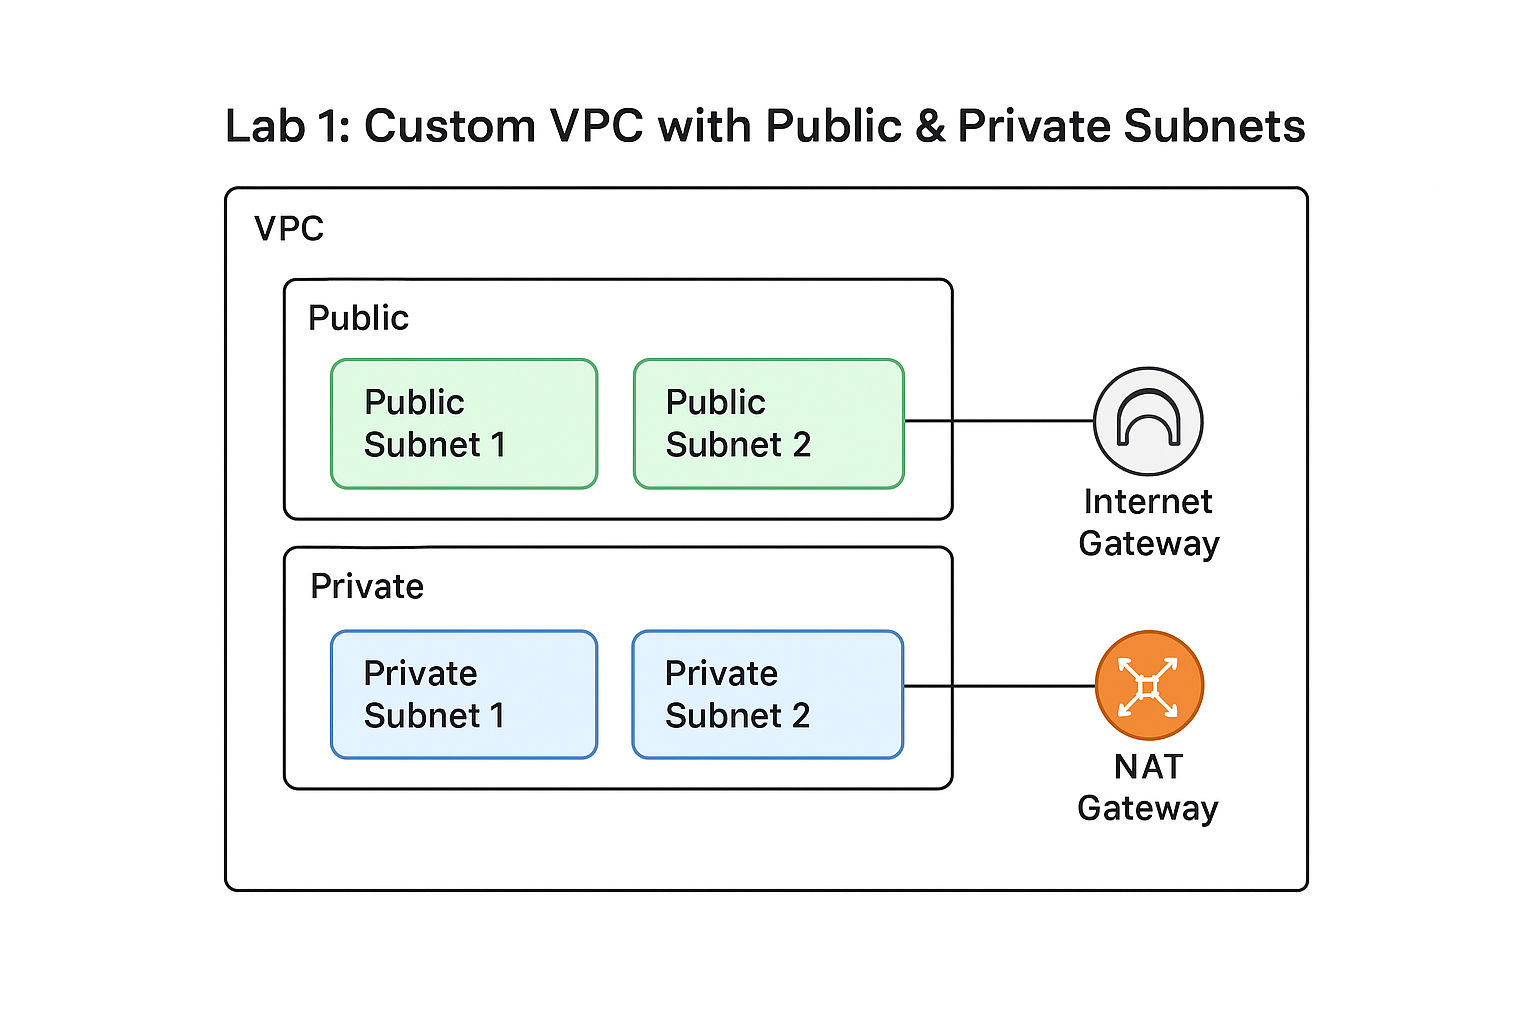 Lab 1: Custom VPC with Public & Private Subnets
VPC
Public
Public
Subnet 1
Public
Subnet 2
Internet
Gateway
Private
Private
Subnet 1
Private
Subnet 2
NAT
Gateway